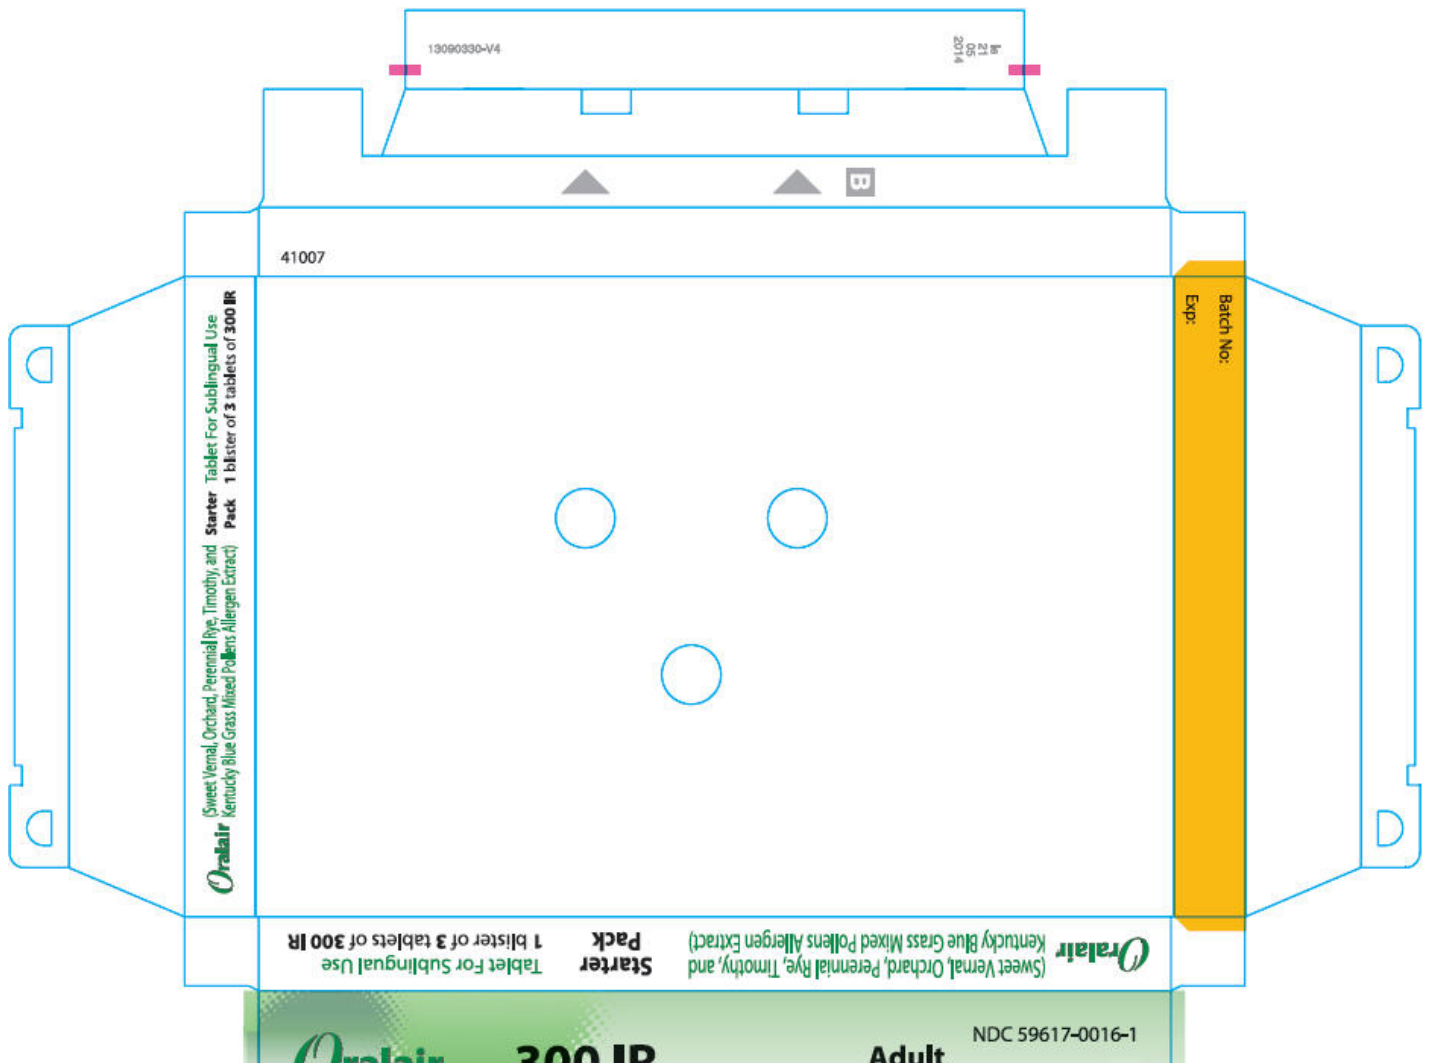 13090330-V4
le
21
05
2014
B
41007
Oralair
(Sweet Vernal, Orchard, Perennial Rye, Timothy, and
Kentucky Blue Grass Mixed Pollens Allergen Extract)
Starter
Pack
Tablet For Sublingual Use
1 blister of 3 tablets of 300 IR
Batch No:
Exp:
Oralair
(Sweet Vernal, Orchard, Perennial Rye, Timothy, and
Kentucky Blue Grass Mixed Pollens Allergen Extract)
Starter
Pack
Tablet For Sublingual Use
1 blister of 3 tablets of 300 IR
NDC 59617-0016-1
Oralair 300 IR Adult